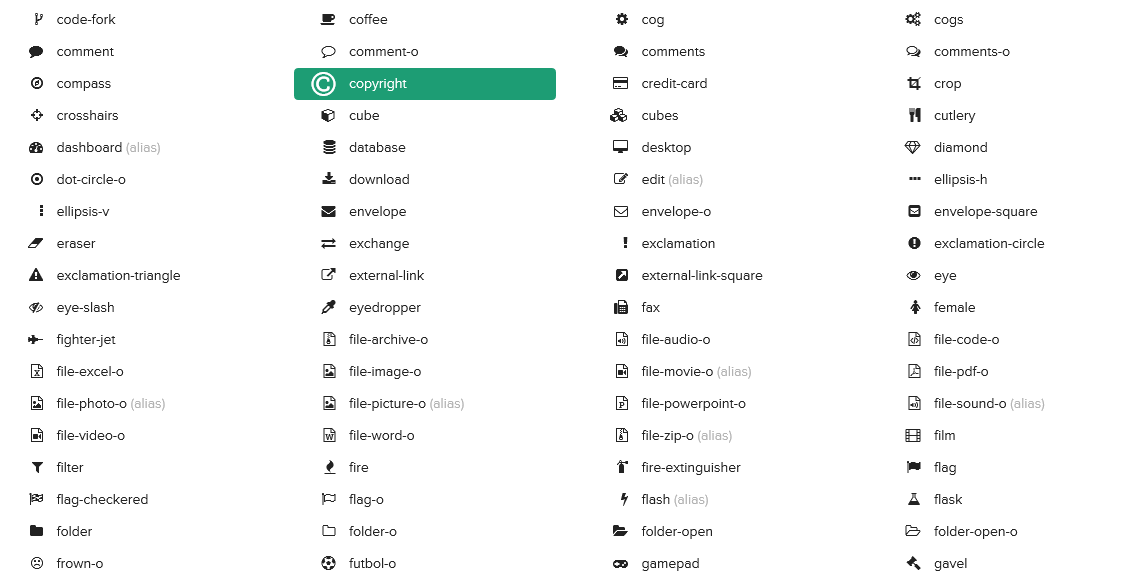 code-fork coffee cog cogs
comment comment-o comments comments-o
compass copyright credit-card crop
crosshairs cube cubes cutlery
dashboard (alias) database desktop diamond
dot-circle-o download edit (alias) ellipsis-h
ellipsis-v envelope envelope-o envelope-square
eraser exchange exclamation exclamation-circle
exclamation-triangle external-link external-link-square eye
eye-slash eyedropper fax female
fighter-jet file-archive-o file-audio-o file-code-o
file-excel-o file-image-o file-movie-o (alias) file-pdf-o
file-photo-o (alias) file-picture-o (alias) file-powerpoint-o file-sound-o (alias)
file-video-o file-word-o file-zip-o (alias) film
filter fire fire-extinguisher flag
flag-checkered flag-o flash (alias) flask
folder folder-o folder-open folder-open-o
frown-o futbol-o gamepad gavel